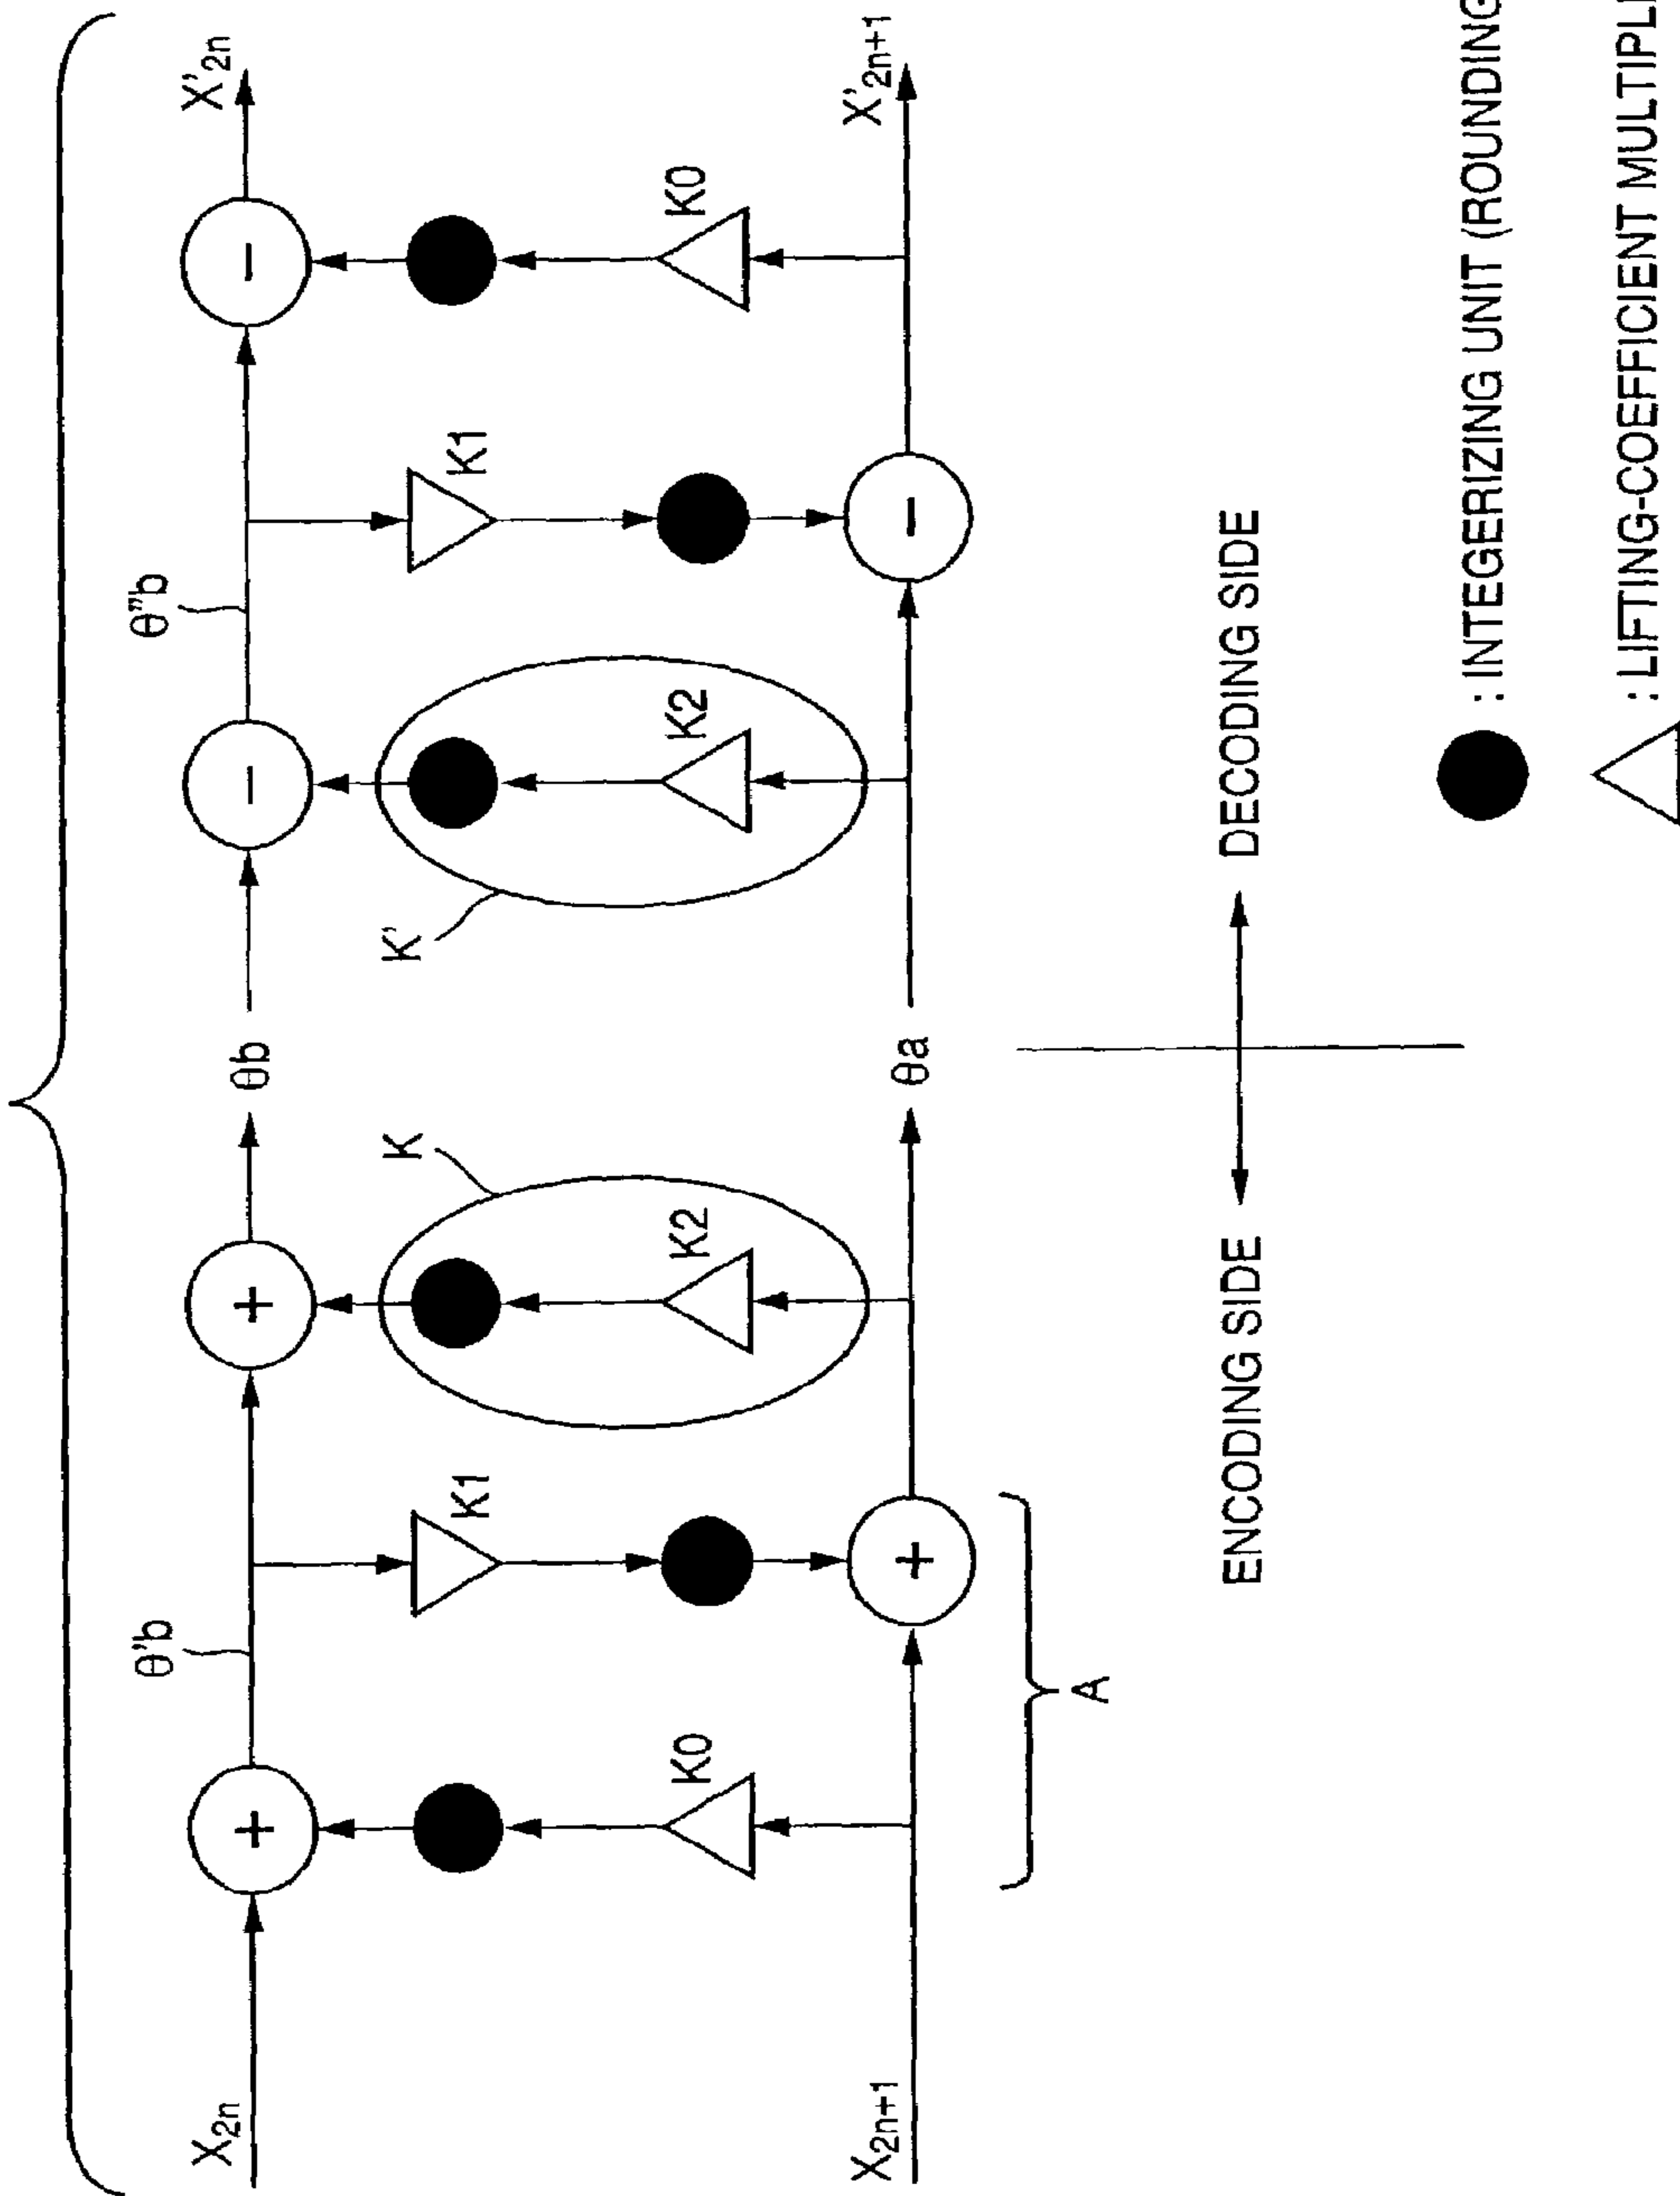 X2n
X2n+1
K0
θ'b
K1
A
K
K2
θb
θa
K'
K2
θ"b
K1
K0
X'2n
X'2n+1
+
+
+
-
-
-
ENCODING SIDE
DECODING SIDE
: INTEGERIZING UNIT (ROUNDING
: LIFTING-COEFFICIENT